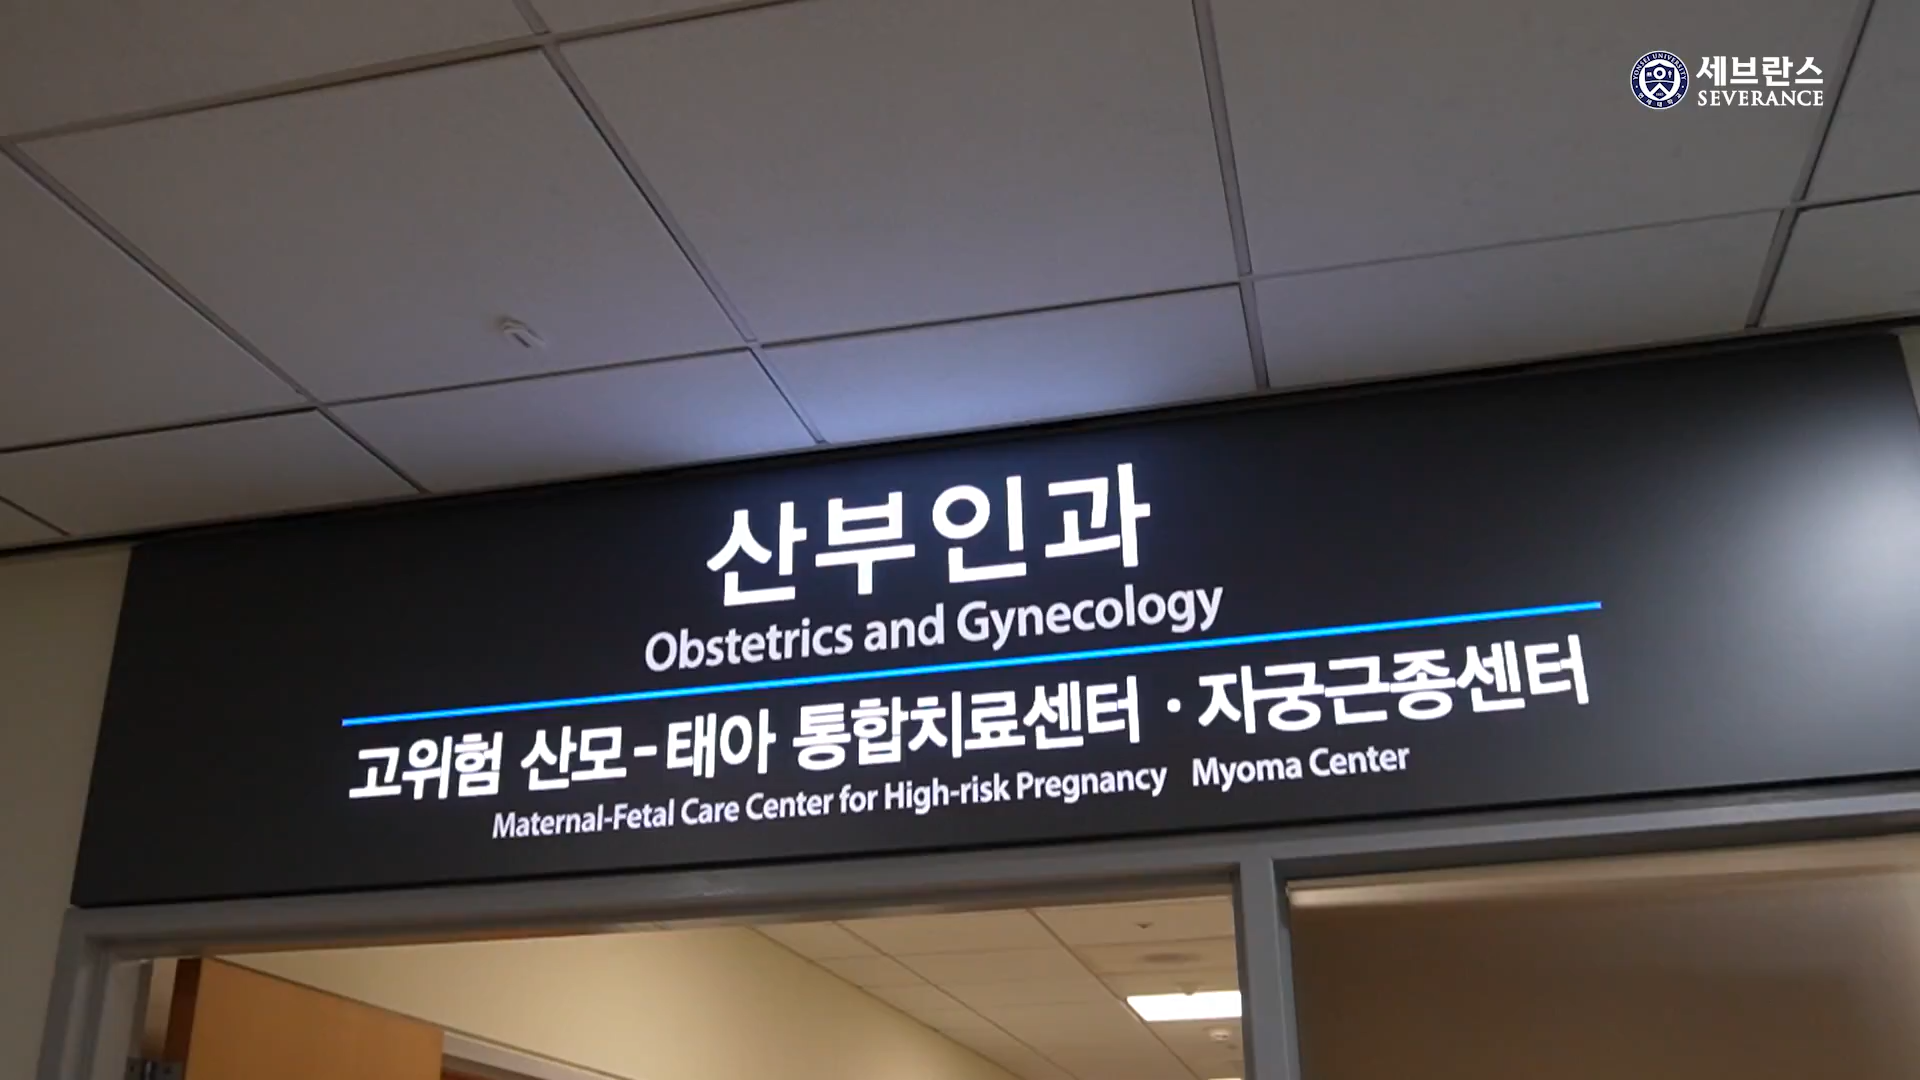 세브란스
SEVERANCE
산부인과
Obstetrics and Gynecology
고위험 산모-태아 통합치료센터 · 자궁근종센터
Maternal-Fetal Care Center for High-risk Pregnancy Myoma Center